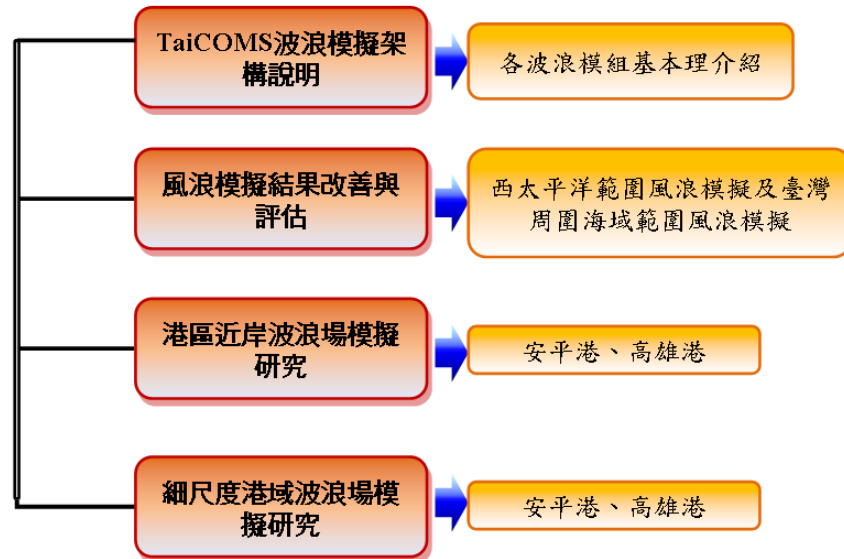 TaiCOMS波浪模擬架
構說明
各波浪模組基本理介紹
風浪模擬結果改善與
評估
西太平洋範圍風浪模擬及臺灣
周圍海域範圍風浪模擬
港區近岸波浪場模擬
研究
安平港、高雄港
細尺度港域波浪場模
擬研究
安平港、高雄港